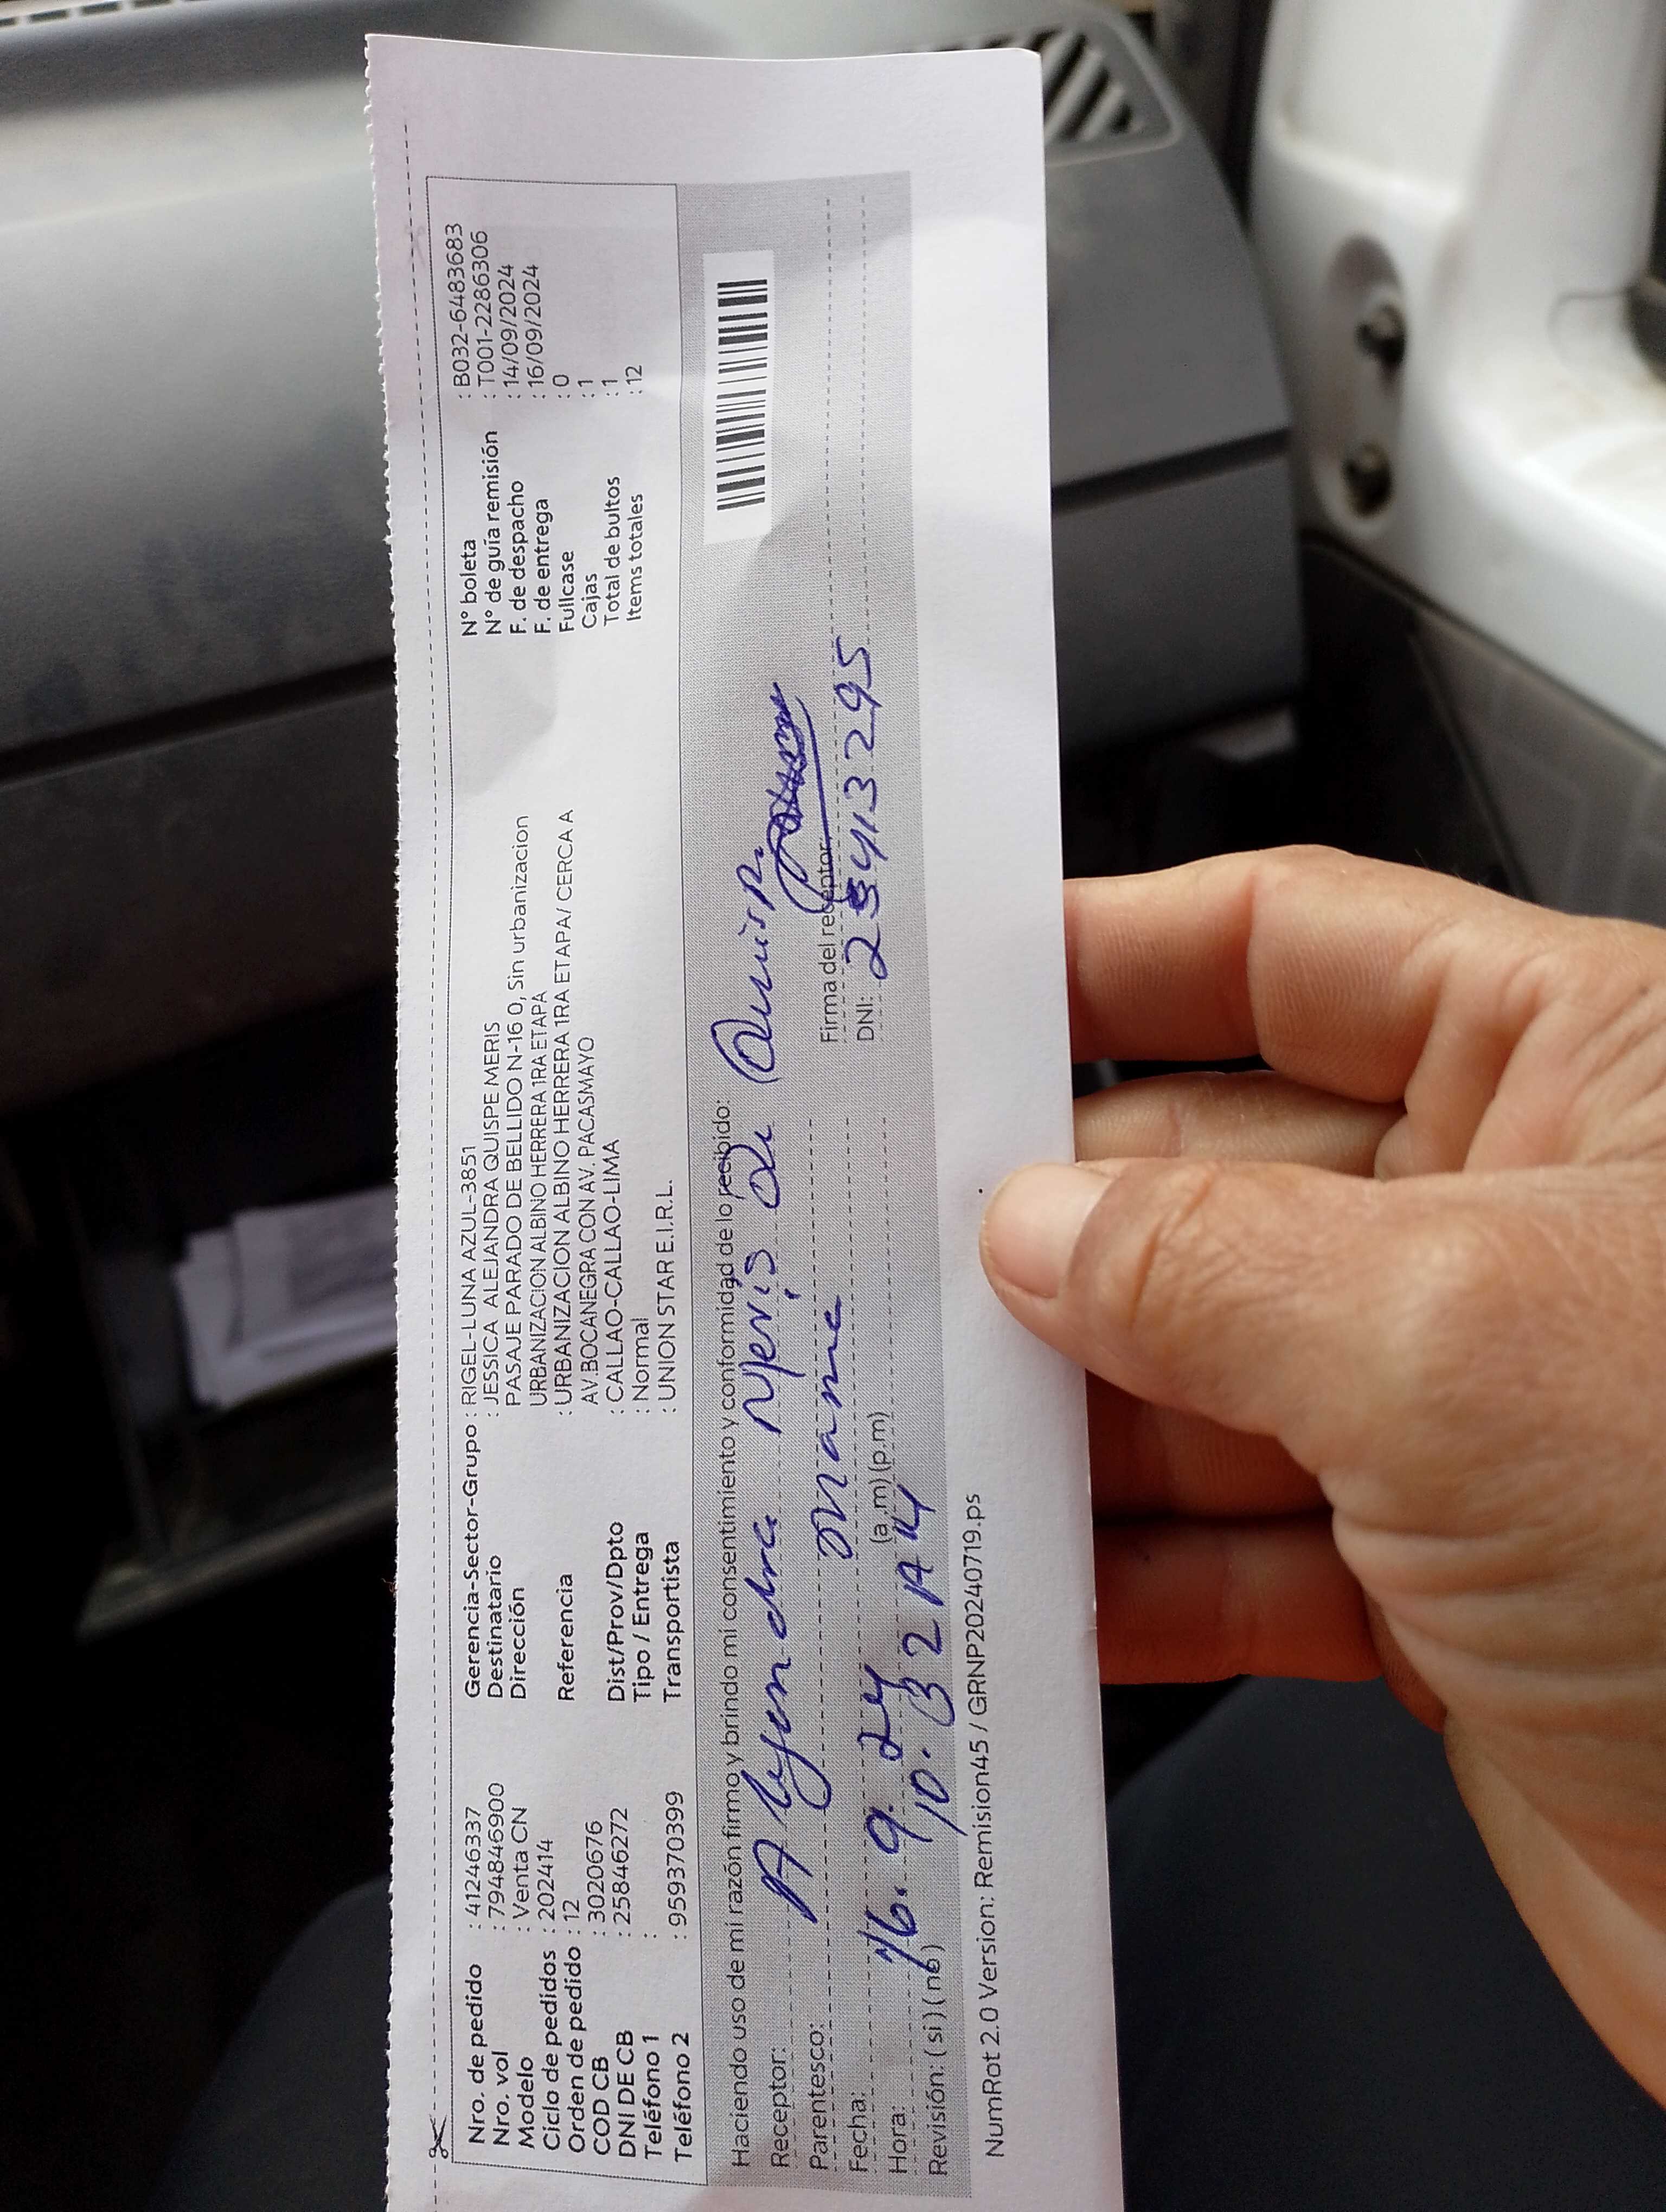 Nro. de pedido : 41246337
Nro. vol : 794846900
Modelo : Venta CN
Ciclo de pedidos : 202414
Orden de pedido : 12
COD CB : 3020676
DNI DE CB : 25846272
Teléfono 1 :
Teléfono 2 : 959370399
Gerencia-Sector-Grupo : RIGEL-LUNA AZUL-3851
Destinatario : JESSICA ALEJANDRA QUISPE MERIS
Dirección PASAJE PARADO DE BELLIDO N-16 0, Sin urbanizacion
URBANIZACION ALBINO HERRERA 1RA ETAPA
Referencia : URBANIZACION ALBINO HERRERA 1RA ETAPA/ CERCA A
AV.BOCANEGRA CON AV. PACASMAYO
Dist/Prov/Dpto : CALLAO-CALLAO-LIMA
Tipo / Entrega : Normal
Transportista : UNION STAR E.I.R.L.
N° boleta : B032-6483683
N° de guía remisión : T001-2286306
F. de despacho : 14/09/2024
F. de entrega : 16/09/2024
Fullcase : 0
Cajas : 1
Total de bultos : 1
Items totales : 12
Haciendo uso de mi razón firmo y brindo mi consentimiento y conformidad de lo recibido:
Receptor: Alejandra Meris de Quisp.
Parentesco: mama
Fecha: 16. 9. 24
Hora: 10. 32 AM (a.m) (p.m)
Revisión: ( si ) ( no )
Firma del receptor:
DNI: 25413295
NumRot 2.0 Version: Remision45 / GRNP20240719.ps